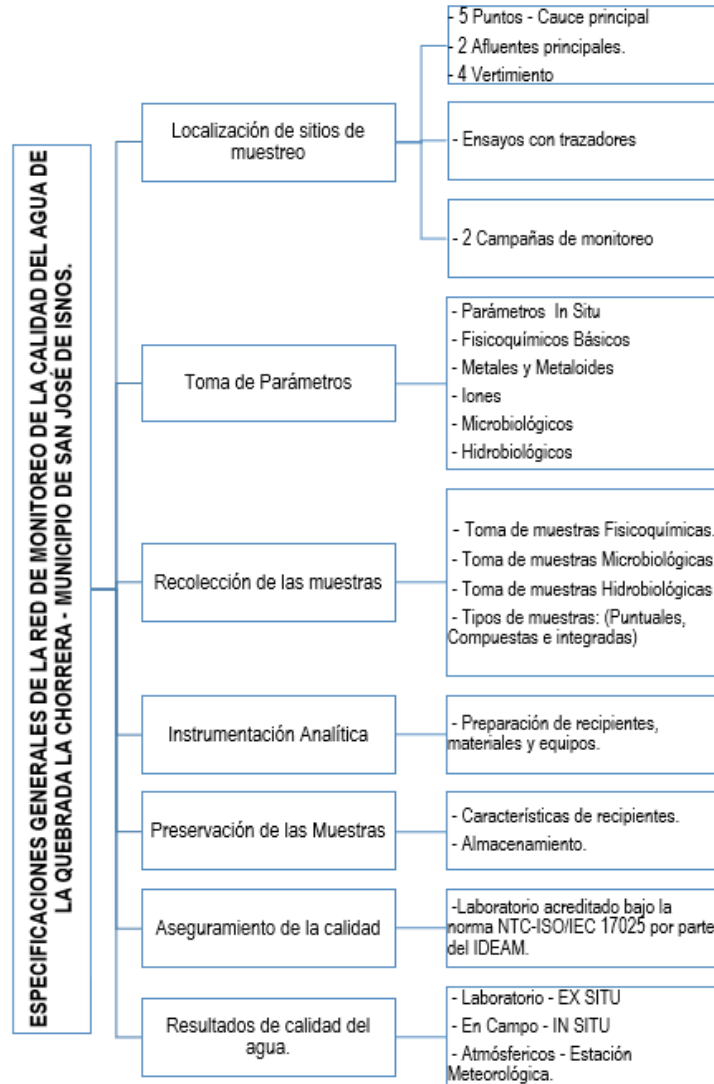 ESPECIFICACIONES GENERALES DE LA RED DE MONITOREO DE LA CALIDAD DEL AGUA DE
LA QUEBRADA LA CHORRERA - MUNICIPIO DE SAN JOSÉ DE ISNOS.
Localización de sitios de
muestreo
- 5 Puntos - Cauce principal
- 2 Afluentes principales.
- 4 Vertimiento
- Ensayos con trazadores
- 2 Campañas de monitoreo
Toma de Parámetros
- Parámetros In Situ
- Fisicoquímicos Básicos
- Metales y Metaloides
- Iones
- Microbiológicos
- Hidrobiológicos
Recolección de las muestras
- Toma de muestras Fisicoquímicas.
- Toma de muestras Microbiológicas
- Toma de muestras Hidrobiológicas
- Tipos de muestras: (Puntuales,
Compuestas e integradas)
Instrumentación Analítica
- Preparación de recipientes,
materiales y equipos.
Preservación de las Muestras
- Características de recipientes.
- Almacenamiento.
Aseguramiento de la calidad
-Laboratorio acreditado bajo la
norma NTC-ISO/IEC 17025 por parte
del IDEAM.
Resultados de calidad del
agua.
- Laboratorio - EX SITU
- En Campo - IN SITU
- Atmósfericos - Estación
Meteorológica.